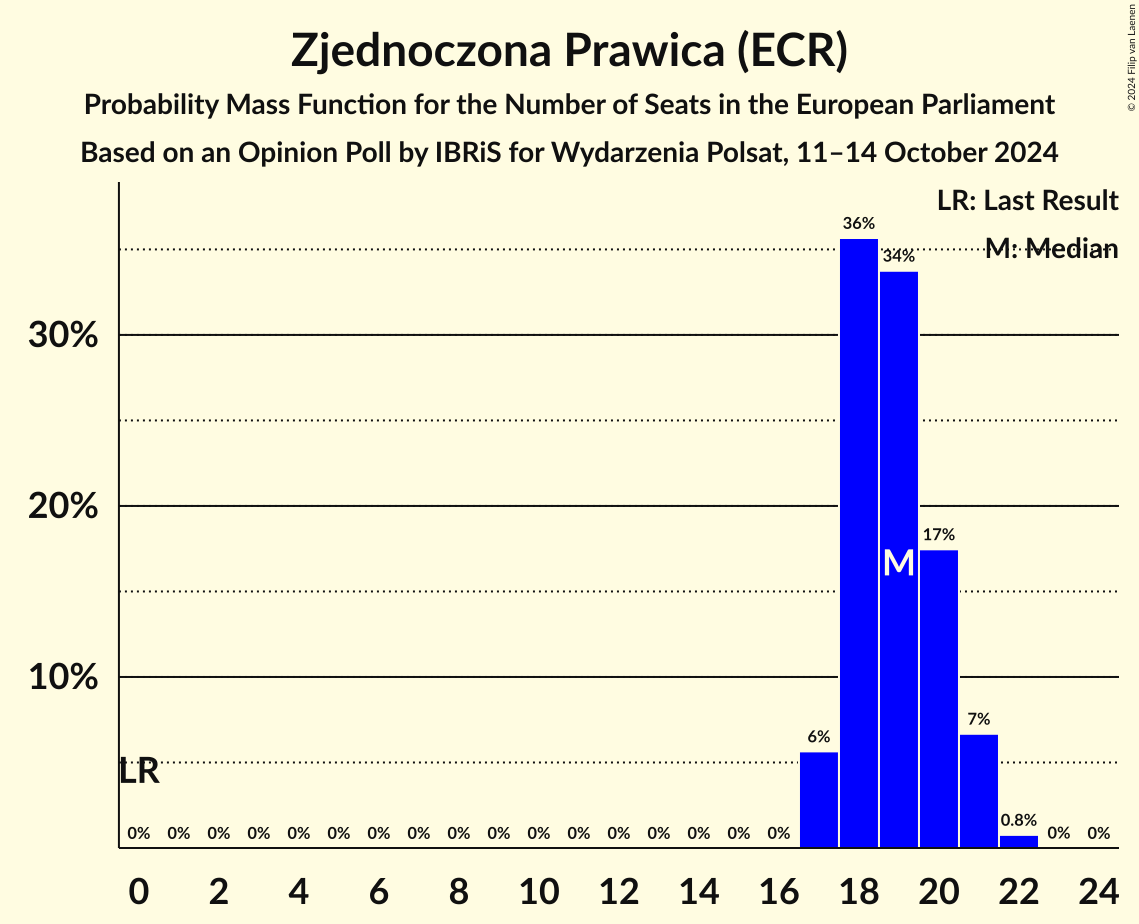 Zjednoczona Prawica (ECR)
Probability Mass Function for the Number of Seats in the European Parliament
Based on an Opinion Poll by IBRiS for Wydarzenia Polsat, 11–14 October 2024
© 2024 Filip van Laenen
LR: Last Result
M: Median
36%
34%
30%
20%
17%
M
10%
7%
6%
LR
0% 0% 0% 0% 0% 0% 0% 0% 0% 0% 0% 0% 0% 0% 0% 0% 0% 0.8% 0% 0%
0 2 4 6 8 10 12 14 16 18 20 22 24